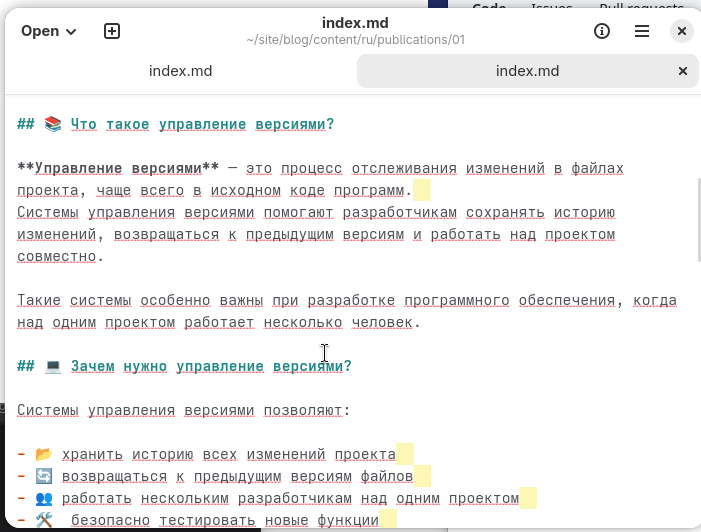 Code Issues Pull requests
Open
index.md
~/site/blog/content/ru/publications/01
index.md
index.md
## 📚 Что такое управление версиями?
**Управление версиями** — это процесс отслеживания изменений в файлах
проекта, чаще всего в исходном коде программ.
Системы управления версиями помогают разработчикам сохранять историю
изменений, возвращаться к предыдущим версиям и работать над проектом
совместно.
Такие системы особенно важны при разработке программного обеспечения, когда
над одним проектом работает несколько человек.
## 💻 Зачем нужно управление версиями?
Системы управления версиями позволяют:
- 📂 хранить историю всех изменений проекта
- 🔄 возвращаться к предыдущим версиям файлов
- 👥 работать нескольким разработчикам над одним проектом
- 🛠 безопасно тестировать новые функции